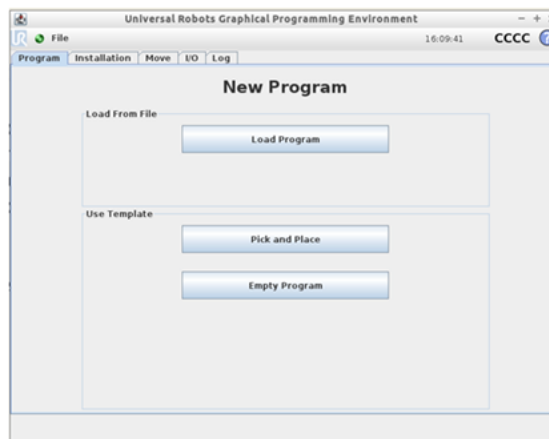 Universal Robots Graphical Programming Environment
File 16:09:41 CCCC ?
Program Installation Move I/O Log
New Program
Load From File
Load Program
Use Template
Pick and Place
Empty Program